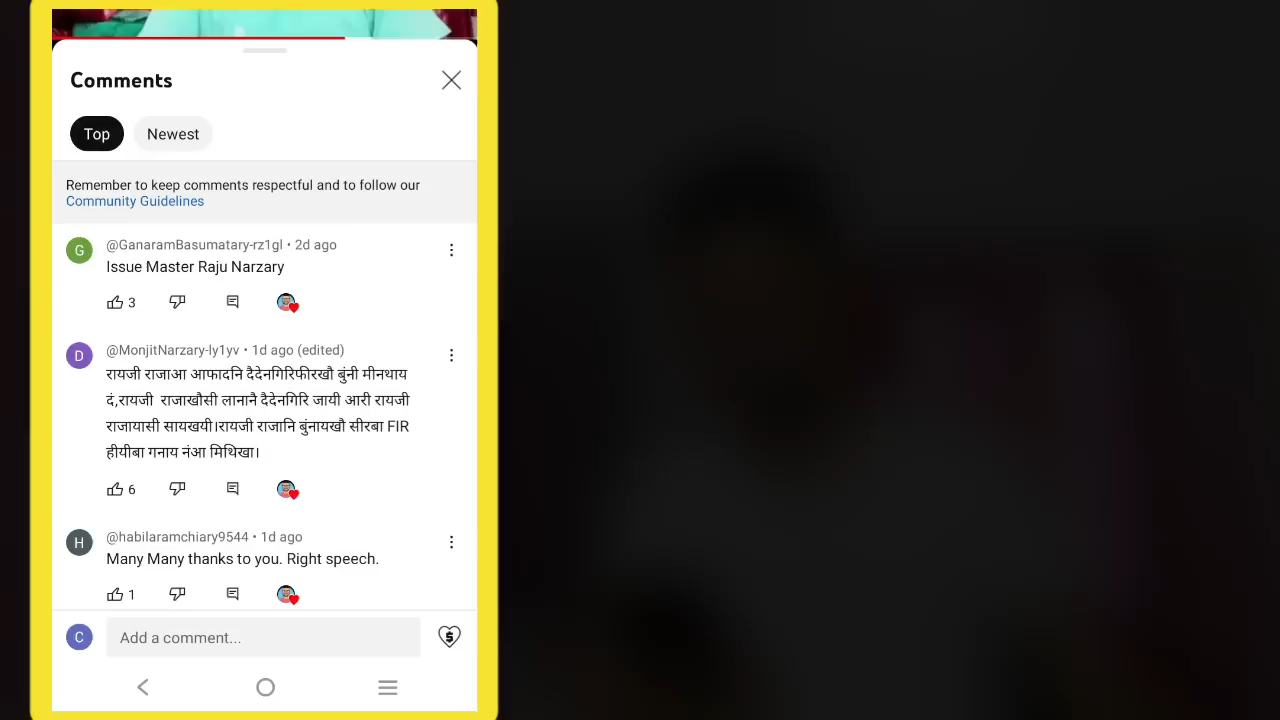 Comments
Top Newest
Remember to keep comments respectful and to follow our
Community Guidelines
G @GanaramBasumatary-rz1gl • 2d ago
Issue Master Raju Narzary
3
D @MonjitNarzary-ly1yv • 1d ago (edited)
रायजी राजाआ आफादनि दैदेनगिरिफीरखौ बुंनी मीनथाय
दं,रायजी राजाखौसी लानानै दैदेनगिरि जायी आरी रायजी
राजायासी सायखयी।रायजी राजानि बुंनायखौ सीरबा FIR
हीयीबा गनाय नंआ मिथिखा।
6
H @habilaramchiary9544 • 1d ago
Many Many thanks to you. Right speech.
1
C Add a comment... $